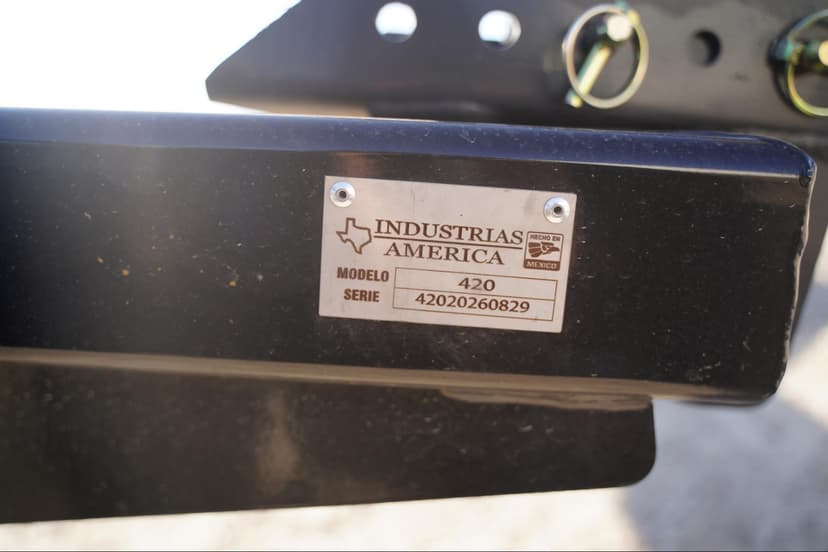 INDUSTRIAS
AMERICA
HECHO EN
MEXICO
MODELO 420
SERIE 42020260829